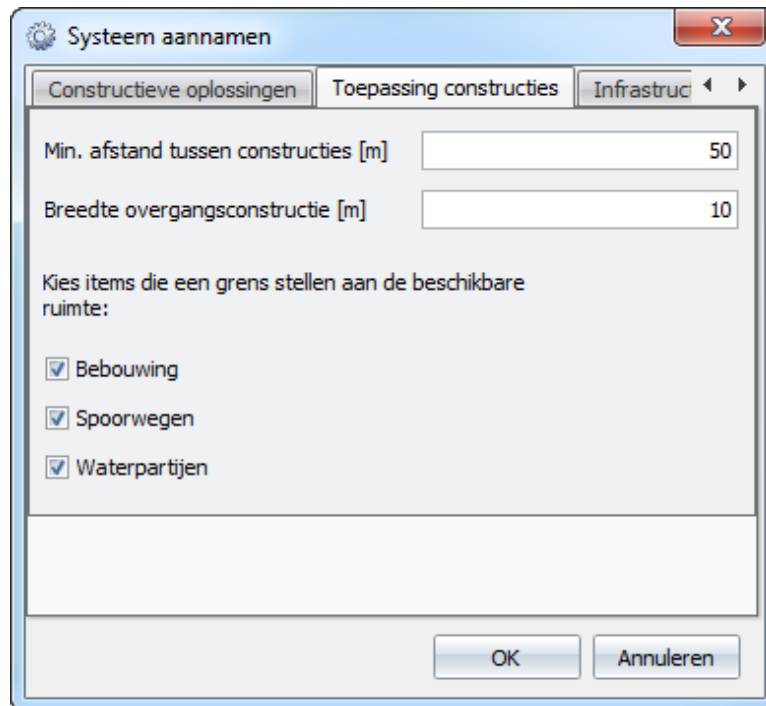 Systeem aannamen
Constructieve oplossingen Toepassing constructies Infrastruc
Min. afstand tussen constructies [m] 50
Breedte overgangsconstructie [m] 10
Kies items die een grens stellen aan de beschikbare
ruimte:
Bebouwing
Spoorwegen
Waterpartijen
OK Annuleren